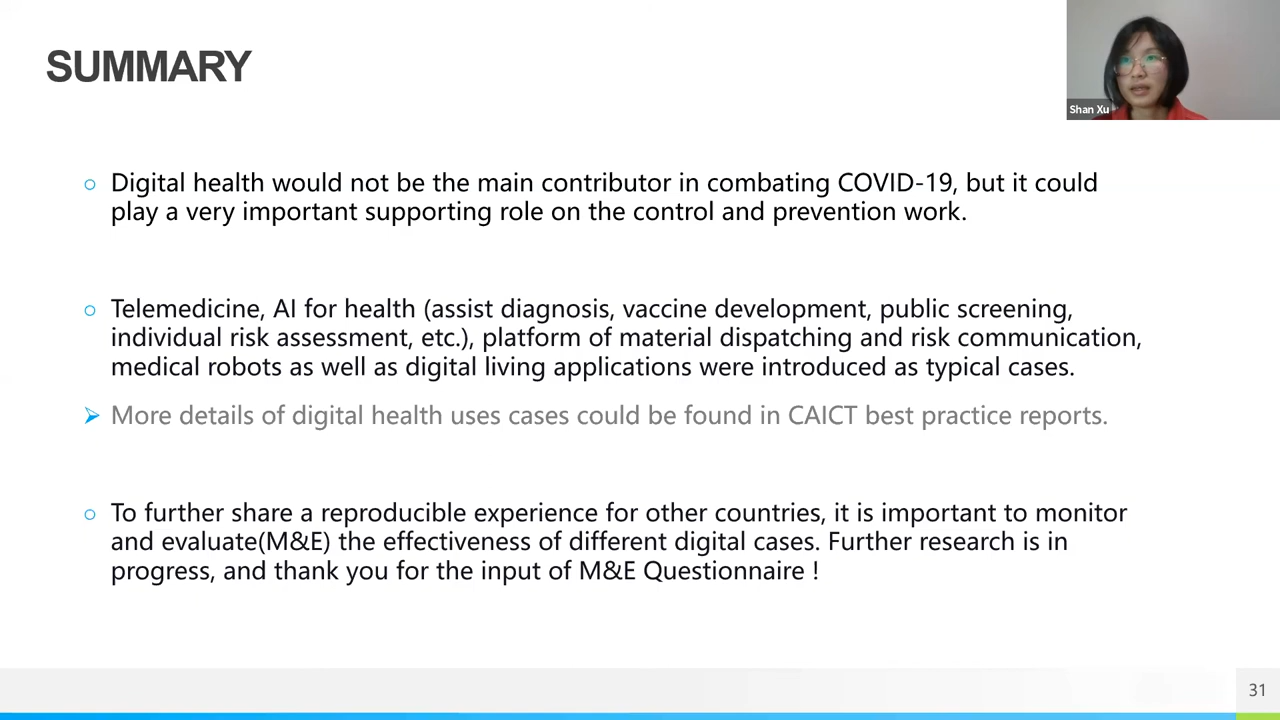 SUMMARY
Shan Xu
Digital health would not be the main contributor in combating COVID-19, but it could
play a very important supporting role on the control and prevention work.
Telemedicine, AI for health (assist diagnosis, vaccine development, public screening,
individual risk assessment, etc.), platform of material dispatching and risk communication,
medical robots as well as digital living applications were introduced as typical cases.
More details of digital health uses cases could be found in CAICT best practice reports.
To further share a reproducible experience for other countries, it is important to monitor
and evaluate(M&E) the effectiveness of different digital cases. Further research is in
progress, and thank you for the input of M&E Questionnaire !
31